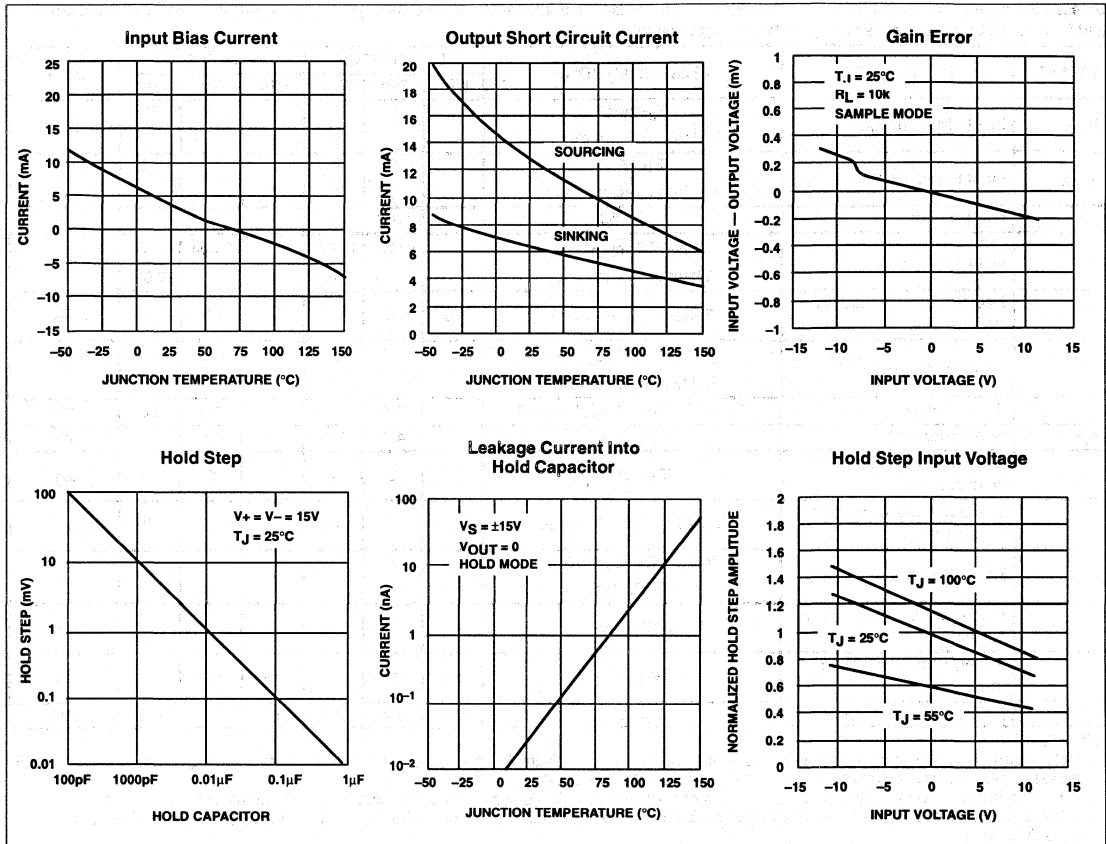 Input Bias Current
25
20
15
10
5
0
–5
–10
–15
–50 –25 0 25 50 75 100 125 150
CURRENT (mA)
JUNCTION TEMPERATURE (°C)
Output Short Circuit Current
20
18
16
14
12
10
8
6
4
2
0
–50 –25 0 25 50 75 100 125 150
SOURCING
SINKING
CURRENT (mA)
JUNCTION TEMPERATURE (°C)
Gain Error
1
0.8
0.6
0.4
0.2
0
–0.2
–0.4
–0.6
–0.8
–1
–15 –10 –5 0 5 10 15
T.I = 25°C
RL = 10k
SAMPLE MODE
INPUT VOLTAGE — OUTPUT VOLTAGE (mV)
INPUT VOLTAGE (V)
Hold Step
100
10
1
0.1
0.01
100pF 1000pF 0.01µF 0.1µF 1µF
V+ = V– = 15V
TJ = 25°C
HOLD STEP (mV)
HOLD CAPACITOR
Leakage Current into
Hold Capacitor
100
10
1
10–1
10–2
–50 –25 0 25 50 75 100 125 150
VS = ±15V
VOUT = 0
HOLD MODE
CURRENT (nA)
JUNCTION TEMPERATURE (°C)
Hold Step Input Voltage
2
1.8
1.6
1.4
1.2
1
0.8
0.6
0.4
0.2
0
–15 –10 –5 0 5 10 15
TJ = 100°C
TJ = 25°C
TJ = 55°C
NORMALIZED HOLD STEP AMPLITUDE
INPUT VOLTAGE (V)